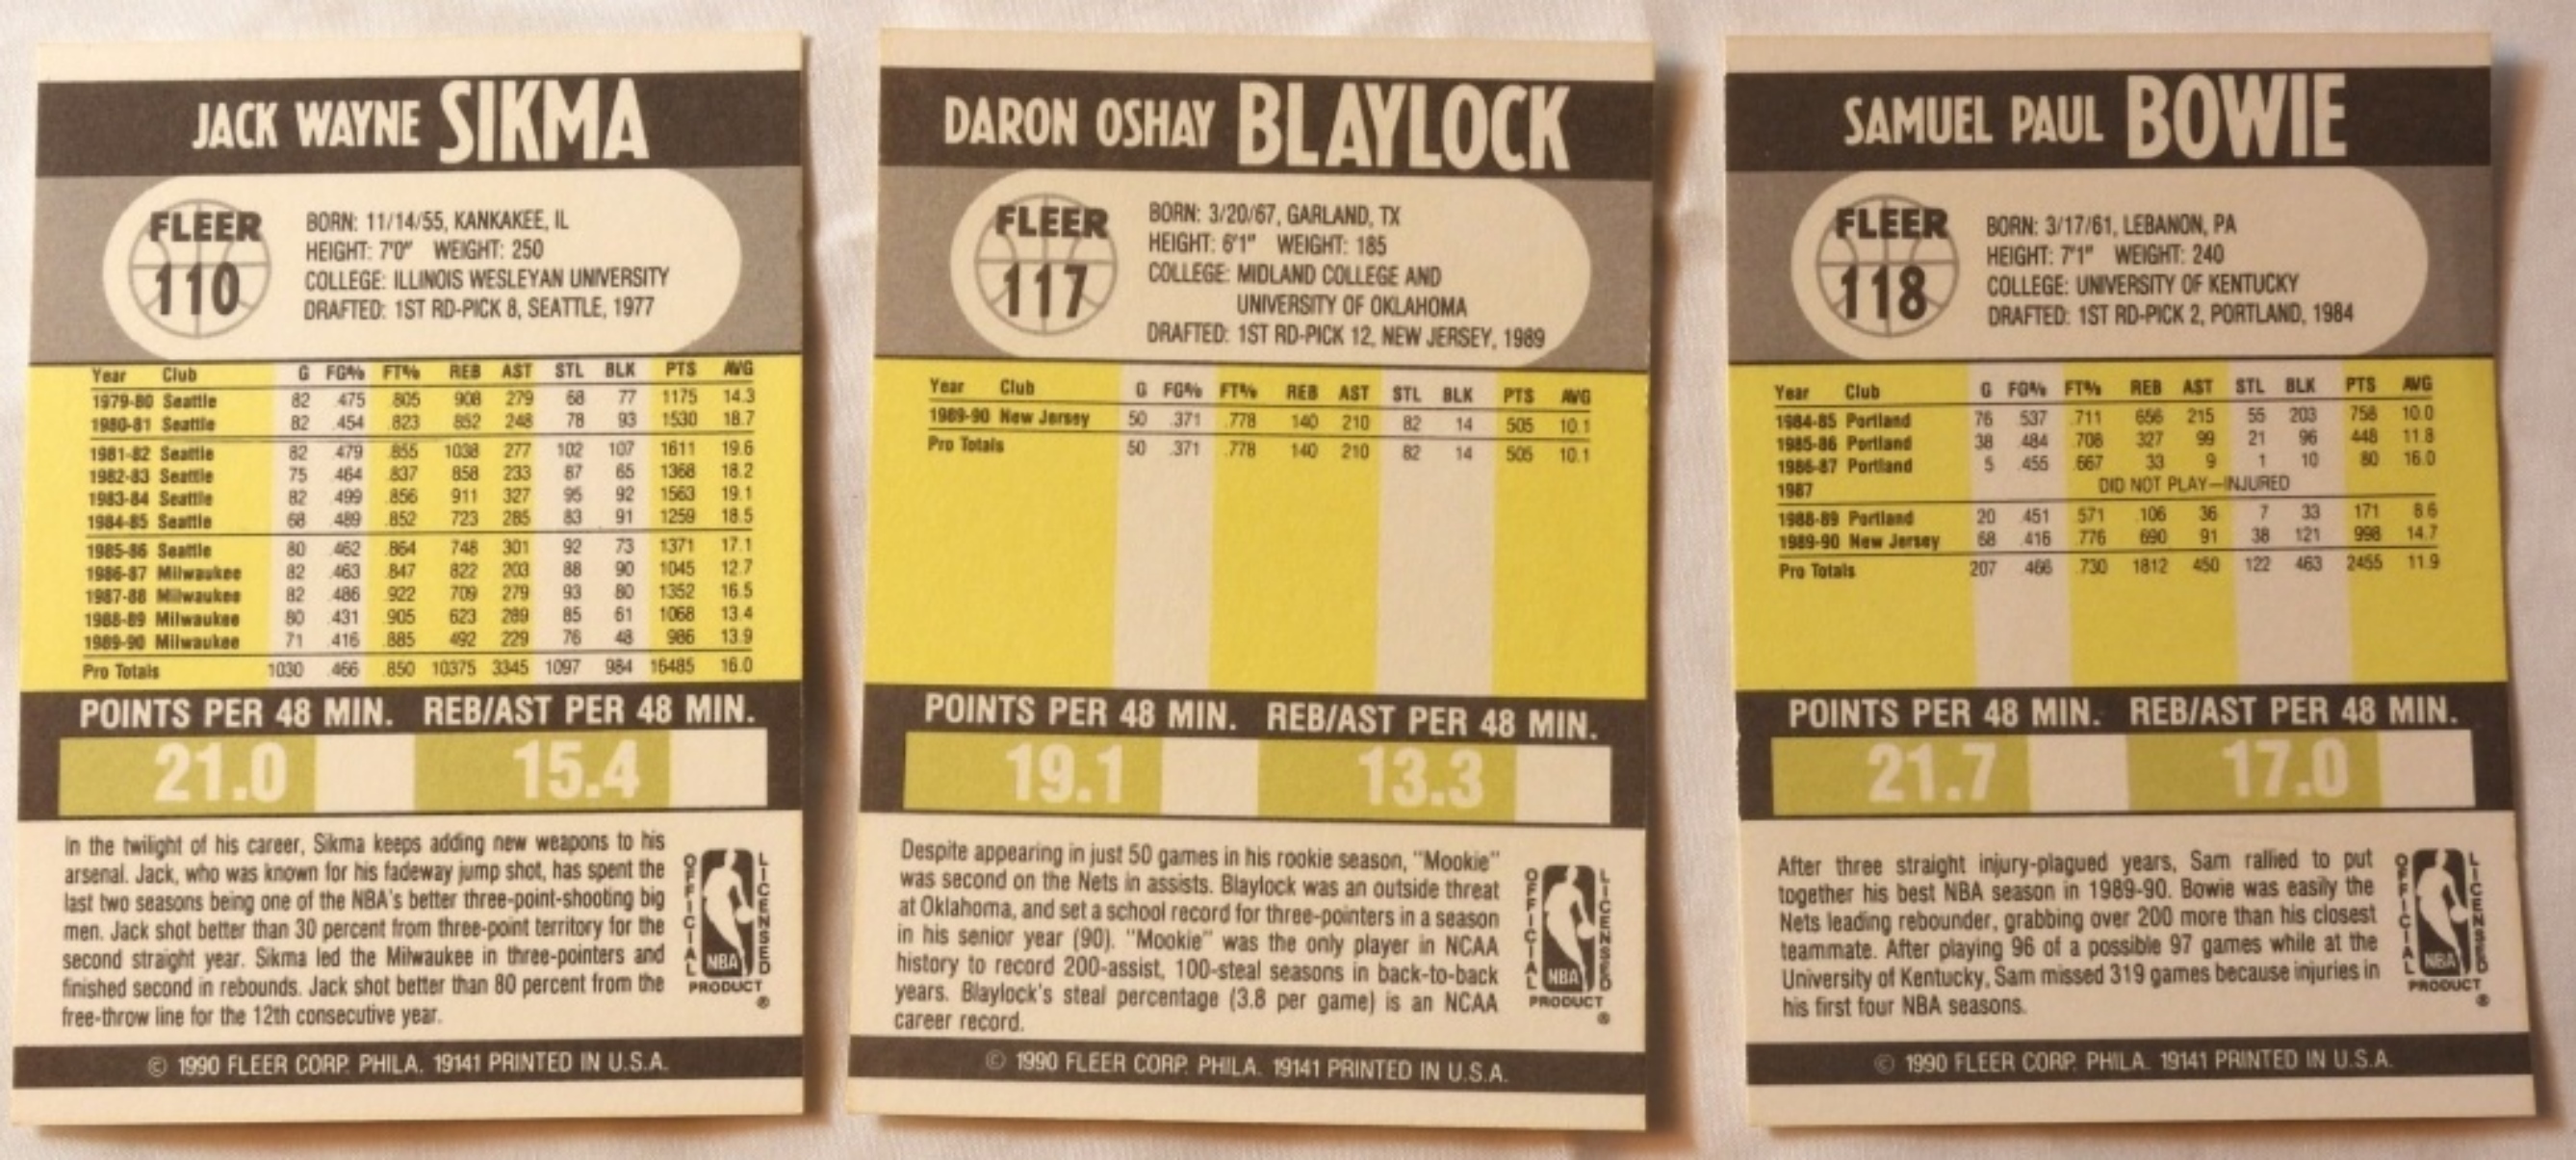 JACK WAYNE SIKMA
FLEER
110
BORN: 11/14/55, KANKAKEE, IL
HEIGHT: 7'0" WEIGHT: 250
COLLEGE: ILLINOIS WESLEYAN UNIVERSITY
DRAFTED: 1ST RD-PICK 8, SEATTLE, 1977
Year Club G FG% FT% REB AST STL BLK PTS AVG
1979-80 Seattle 82 .475 .805 908 279 68 77 1175 14.3
1980-81 Seattle 82 .454 .823 852 248 78 93 1530 18.7
1981-82 Seattle 82 .479 .855 1038 277 102 107 1611 19.6
1982-83 Seattle 75 .464 .837 858 233 87 65 1368 18.2
1983-84 Seattle 82 .499 .856 911 327 95 92 1563 19.1
1984-85 Seattle 68 .489 .852 723 285 83 91 1259 18.5
1985-86 Seattle 80 .462 .864 748 301 92 73 1371 17.1
1986-87 Milwaukee 82 .463 .847 822 203 88 90 1045 12.7
1987-88 Milwaukee 82 .486 .922 709 279 93 80 1352 16.5
1988-89 Milwaukee 80 .431 .905 623 289 85 61 1068 13.4
1989-90 Milwaukee 71 .416 .885 492 229 76 48 986 13.9
Pro Totals 1030 .466 .850 10375 3345 1097 984 16485 16.0
POINTS PER 48 MIN. REB/AST PER 48 MIN.
21.0 15.4
In the twilight of his career, Sikma keeps adding new weapons to his
arsenal. Jack, who was known for his fadeway jump shot, has spent the
last two seasons being one of the NBA's better three-point-shooting big
men. Jack shot better than 30 percent from three-point territory for the
second straight year. Sikma led the Milwaukee in three-pointers and
finished second in rebounds. Jack shot better than 80 percent from the
free-throw line for the 12th consecutive year.
OFFICIAL LICENSED
NBA
PRODUCT
®
© 1990 FLEER CORP. PHILA. 19141 PRINTED IN U.S.A.
DARON OSHAY BLAYLOCK
FLEER
117
BORN: 3/20/67, GARLAND, TX
HEIGHT: 6'1" WEIGHT: 185
COLLEGE: MIDLAND COLLEGE AND
UNIVERSITY OF OKLAHOMA
DRAFTED: 1ST RD-PICK 12, NEW JERSEY, 1989
Year Club G FG% FT% REB AST STL BLK PTS AVG
1989-90 New Jersey 50 .371 .778 140 210 82 14 505 10.1
Pro Totals 50 .371 .778 140 210 82 14 505 10.1
POINTS PER 48 MIN. REB/AST PER 48 MIN.
19.1 13.3
Despite appearing in just 50 games in his rookie season, "Mookie"
was second on the Nets in assists. Blaylock was an outside threat
at Oklahoma, and set a school record for three-pointers in a season
in his senior year (90). "Mookie" was the only player in NCAA
history to record 200-assist, 100-steal seasons in back-to-back
years. Blaylock's steal percentage (3.8 per game) is an NCAA
career record.
OFFICIAL LICENSED
NBA
PRODUCT
®
© 1990 FLEER CORP. PHILA. 19141 PRINTED IN U.S.A.
SAMUEL PAUL BOWIE
FLEER
118
BORN: 3/17/61, LEBANON, PA
HEIGHT: 7'1" WEIGHT: 240
COLLEGE: UNIVERSITY OF KENTUCKY
DRAFTED: 1ST RD-PICK 2, PORTLAND, 1984
Year Club G FG% FT% REB AST STL BLK PTS AVG
1984-85 Portland 76 .537 .711 656 215 55 203 758 10.0
1985-86 Portland 38 .484 .708 327 99 21 96 448 11.8
1986-87 Portland 5 .455 .667 33 9 1 10 80 16.0
1987 DID NOT PLAY—INJURED
1988-89 Portland 20 .451 .571 .106 36 7 33 171 8.6
1989-90 New Jersey 68 .416 .776 690 91 38 121 998 14.7
Pro Totals 207 .466 .730 1812 450 122 463 2455 11.9
POINTS PER 48 MIN. REB/AST PER 48 MIN.
21.7 17.0
After three straight injury-plagued years, Sam rallied to put
together his best NBA season in 1989-90. Bowie was easily the
Nets leading rebounder, grabbing over 200 more than his closest
teammate. After playing 96 of a possible 97 games while at the
University of Kentucky, Sam missed 319 games because injuries in
his first four NBA seasons.
OFFICIAL LICENSED
NBA
PRODUCT
®
© 1990 FLEER CORP. PHILA. 19141 PRINTED IN U.S.A.